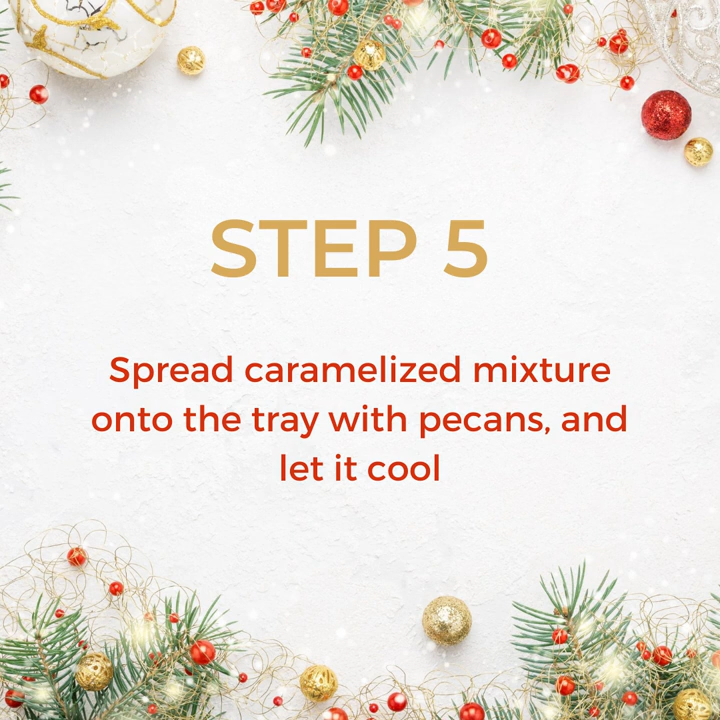 STEP 5
Spread caramelized mixture
onto the tray with pecans, and
let it cool